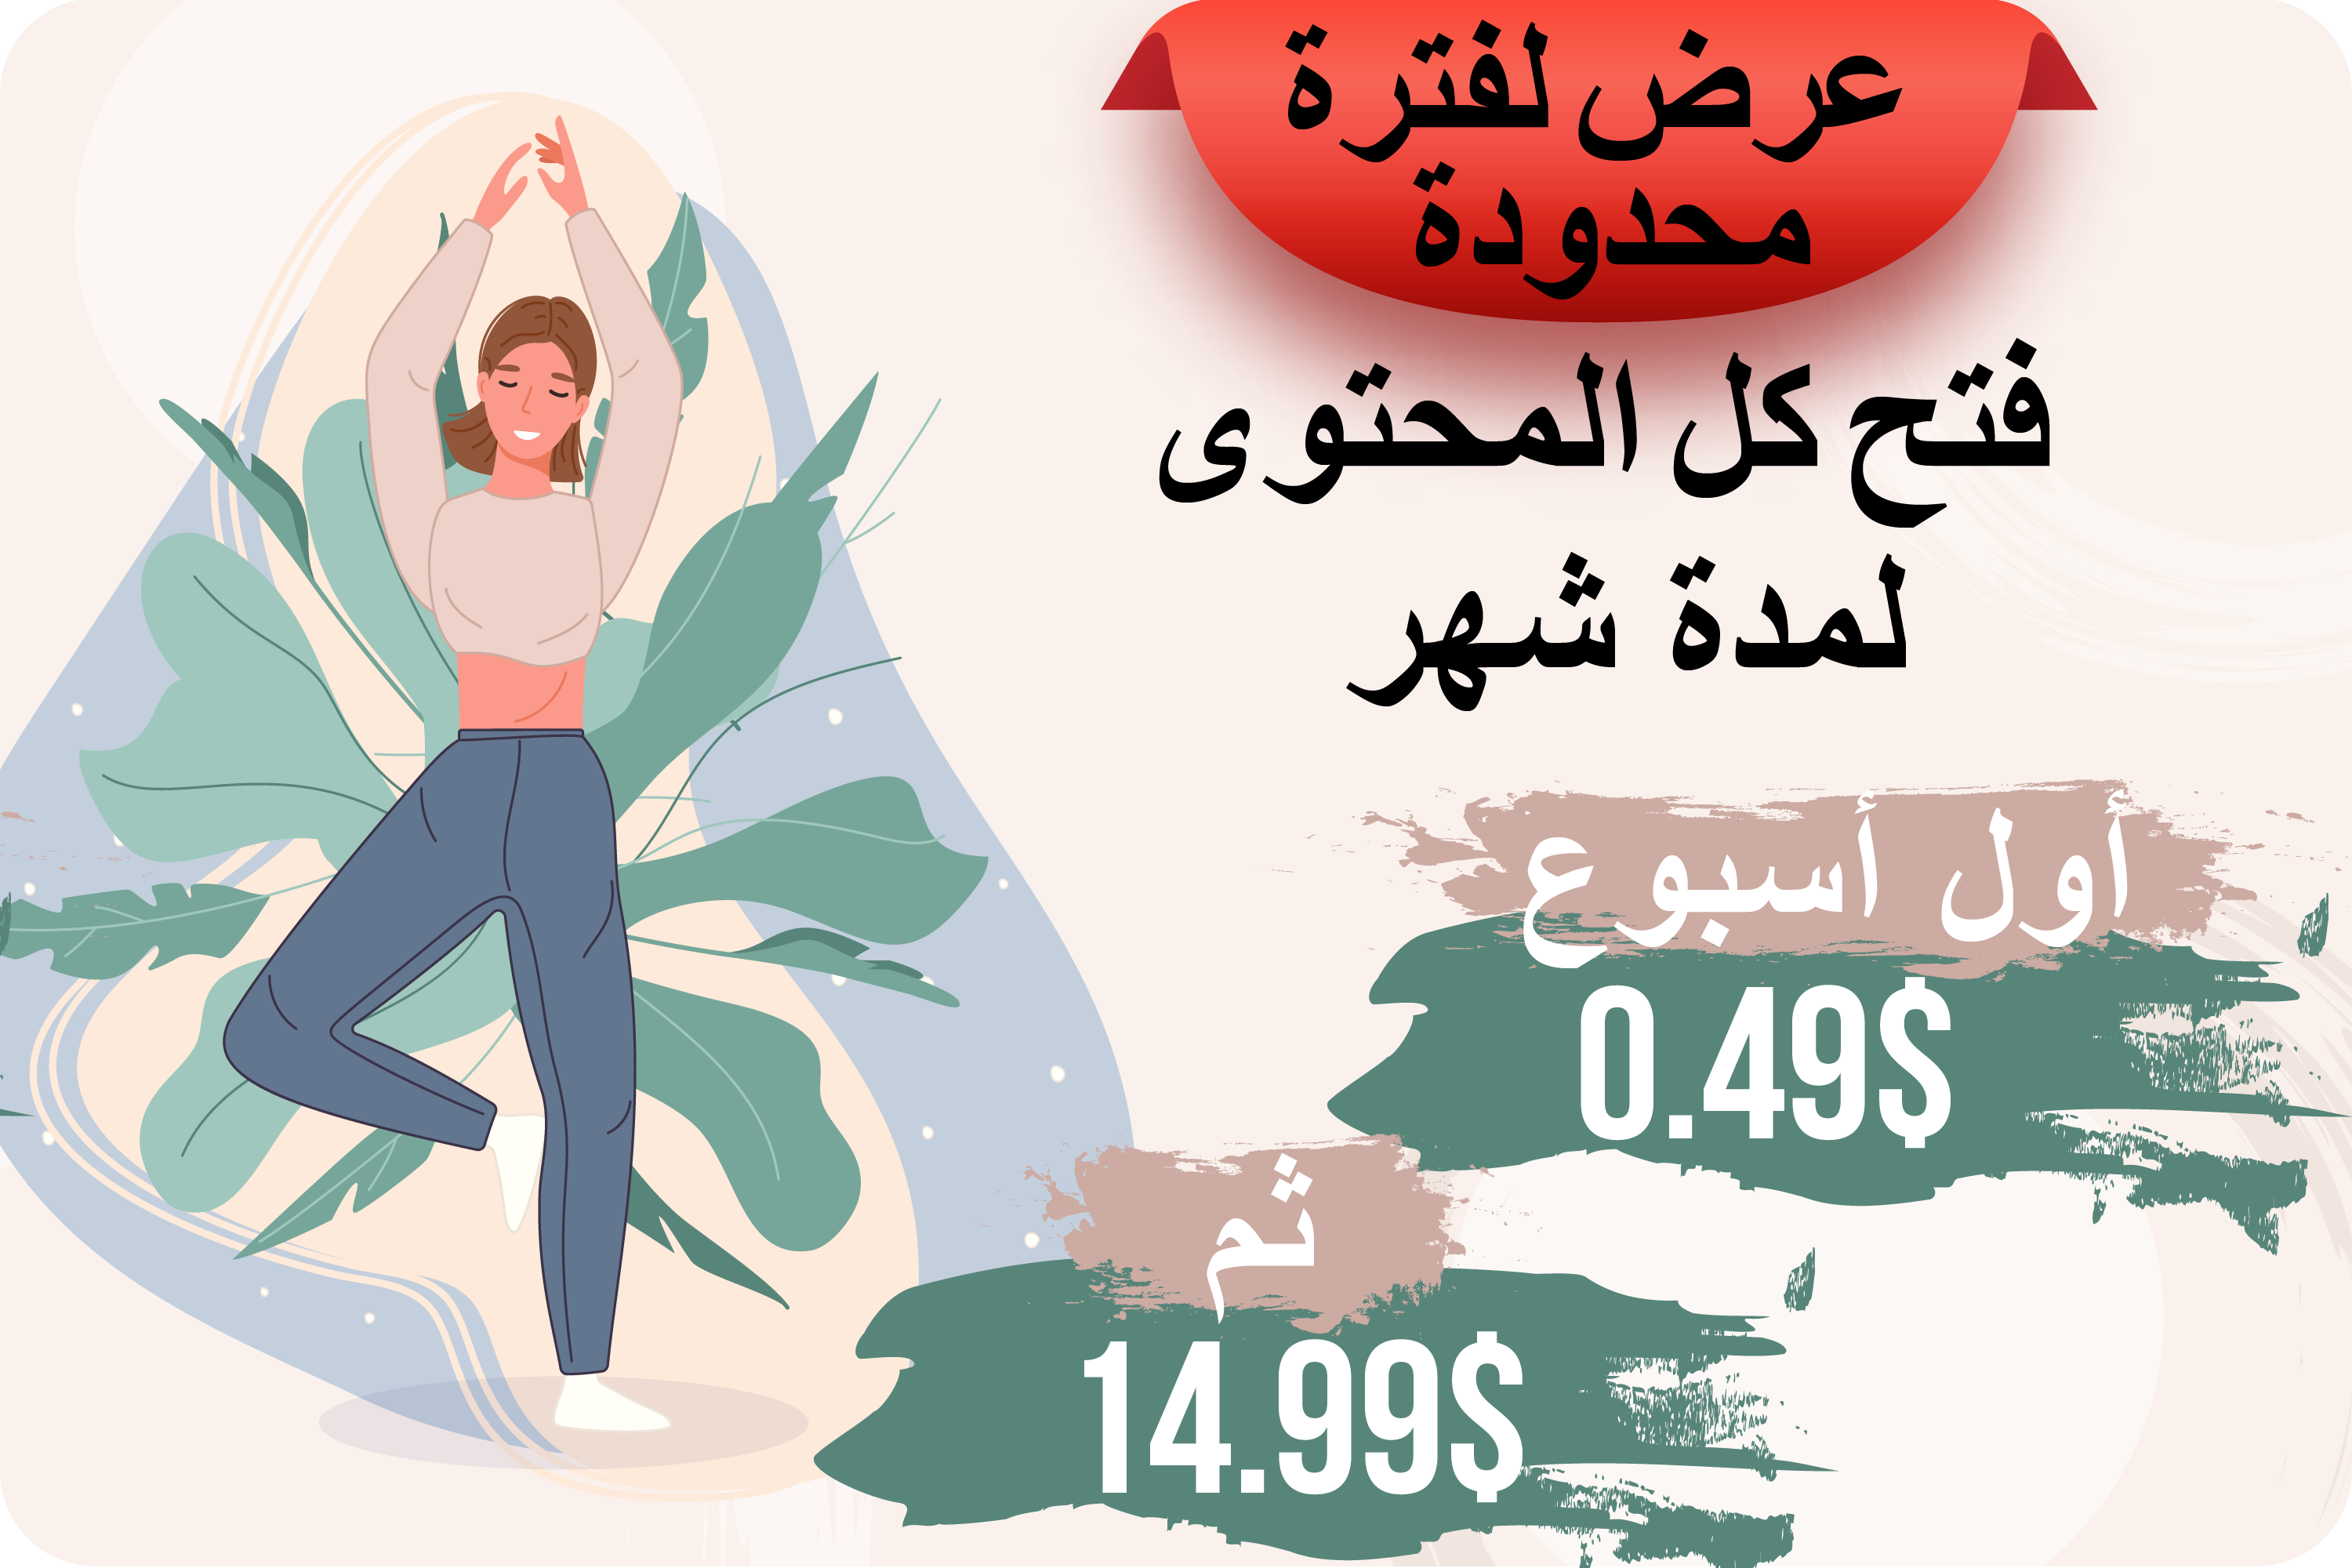 عرض لفترة
محدودة
فتح كل المحتوى
لمدة شهر
أول أسبوع
0.49$
ثم
14.99$